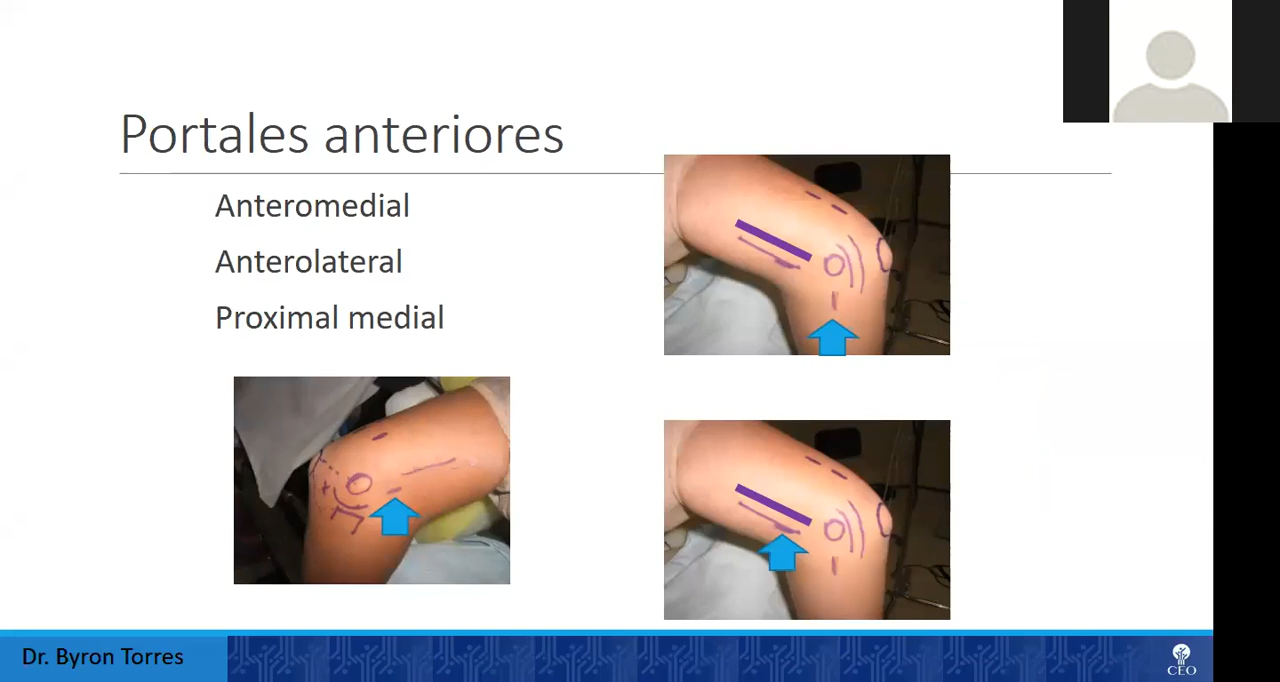 Portales anteriores
Anteromedial
Anterolateral
Proximal medial
Dr. Byron Torres
CEO